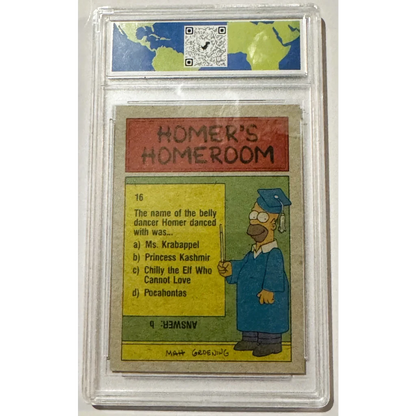 HOMER'S
HOMEROOM
16
The name of the belly
dancer Homer danced
with was...
a) Ms. Krabappel
b) Princess Kashmir
c) Chilly the Elf Who
Cannot Love
d) Pocahontas
ANSWER: b
MATT GROENING